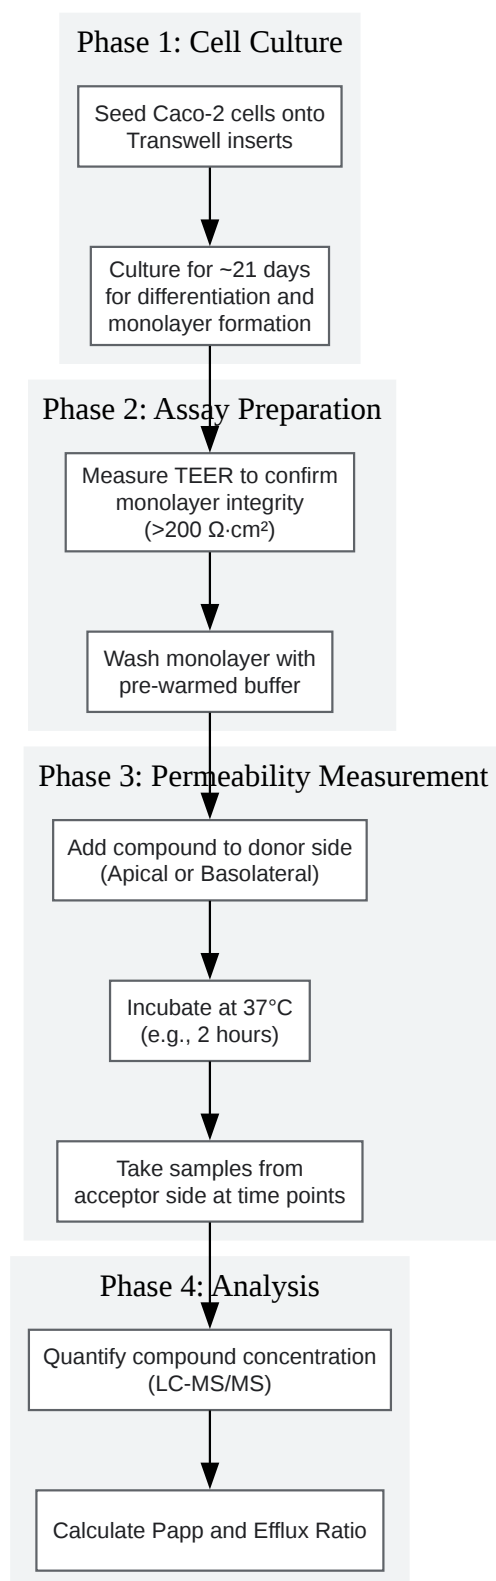 Phase 1: Cell Culture
Seed Caco-2 cells onto
Transwell inserts
Culture for ~21 days
for differentiation and
monolayer formation
Phase 2: Assay Preparation
Measure TEER to confirm
monolayer integrity
(>200 Ω·cm²)
Wash monolayer with
pre-warmed buffer
Phase 3: Permeability Measurement
Add compound to donor side
(Apical or Basolateral)
Incubate at 37°C
(e.g., 2 hours)
Take samples from
acceptor side at time points
Phase 4: Analysis
Quantify compound concentration
(LC-MS/MS)
Calculate Papp and Efflux Ratio